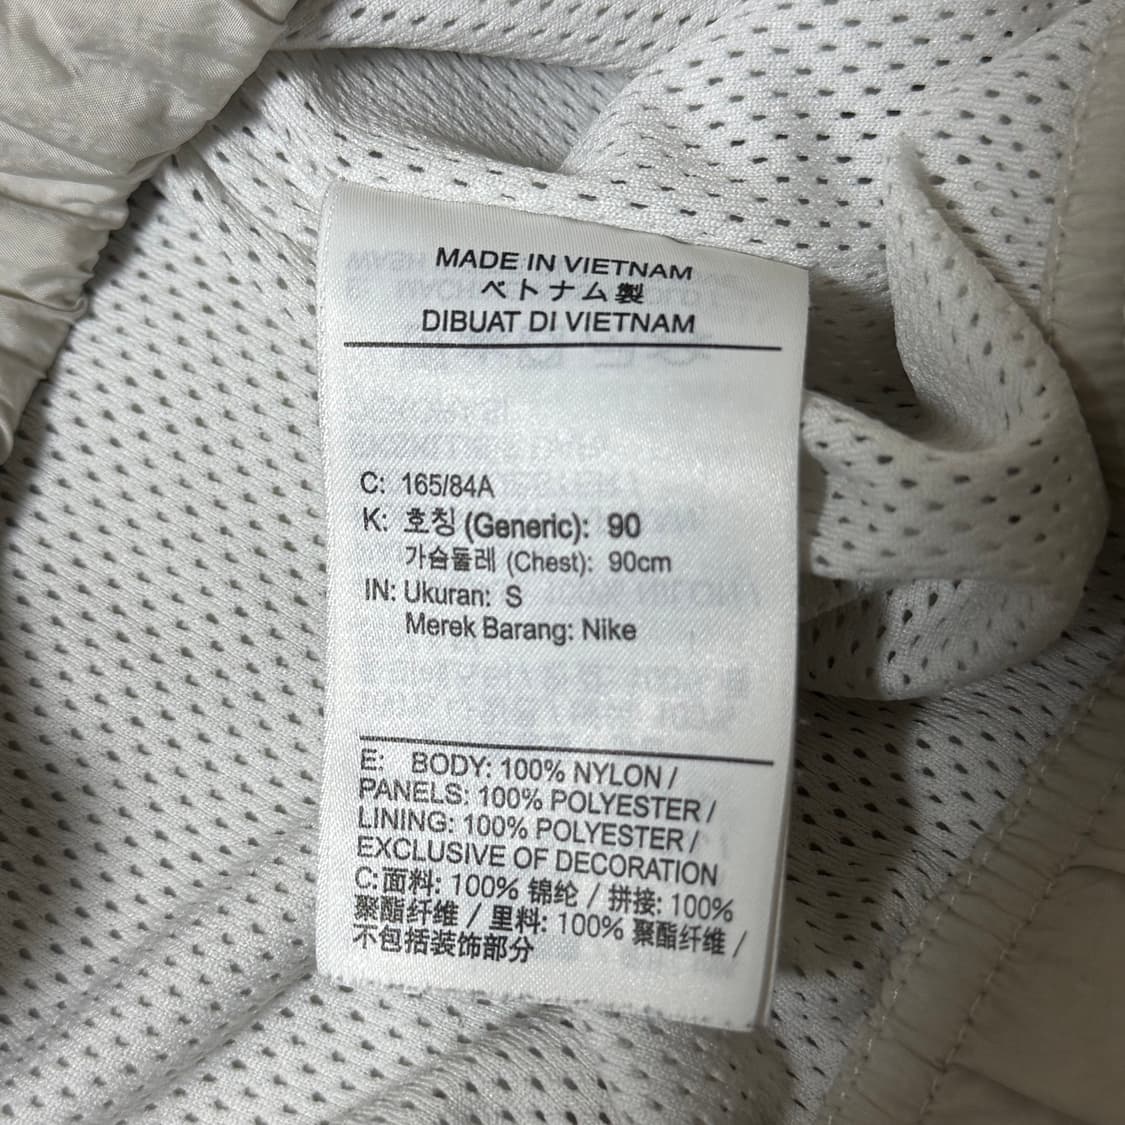 MADE IN VIETNAM
ベトナム製
DIBUAT DI VIETNAM
C: 165/84A
K: 호칭 (Generic): 90
가슴둘레 (Chest): 90cm
IN: Ukuran: S
Merek Barang: Nike
E: BODY: 100% NYLON /
PANELS: 100% POLYESTER /
LINING: 100% POLYESTER /
EXCLUSIVE OF DECORATION
C:面料: 100% 锦纶 / 拼接: 100%
聚酯纤维 / 里料: 100% 聚酯纤维 /
不包括装饰部分